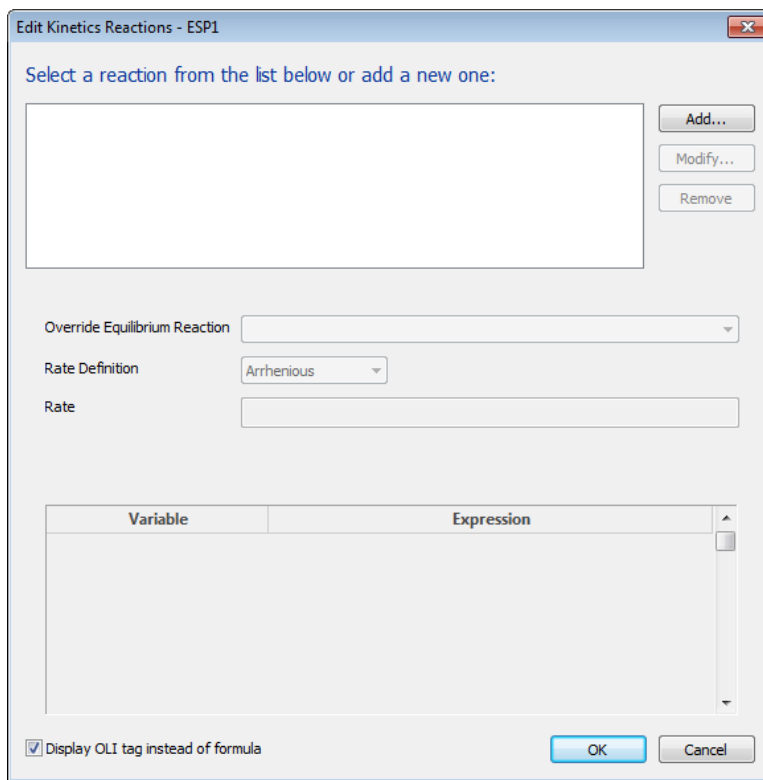 Edit Kinetics Reactions - ESP1
Select a reaction from the list below or add a new one:
Add...
Modify...
Remove
Override Equilibrium Reaction
Rate Definition
Arrhenious
Rate
Variable
Expression
Display OLI tag instead of formula
OK
Cancel